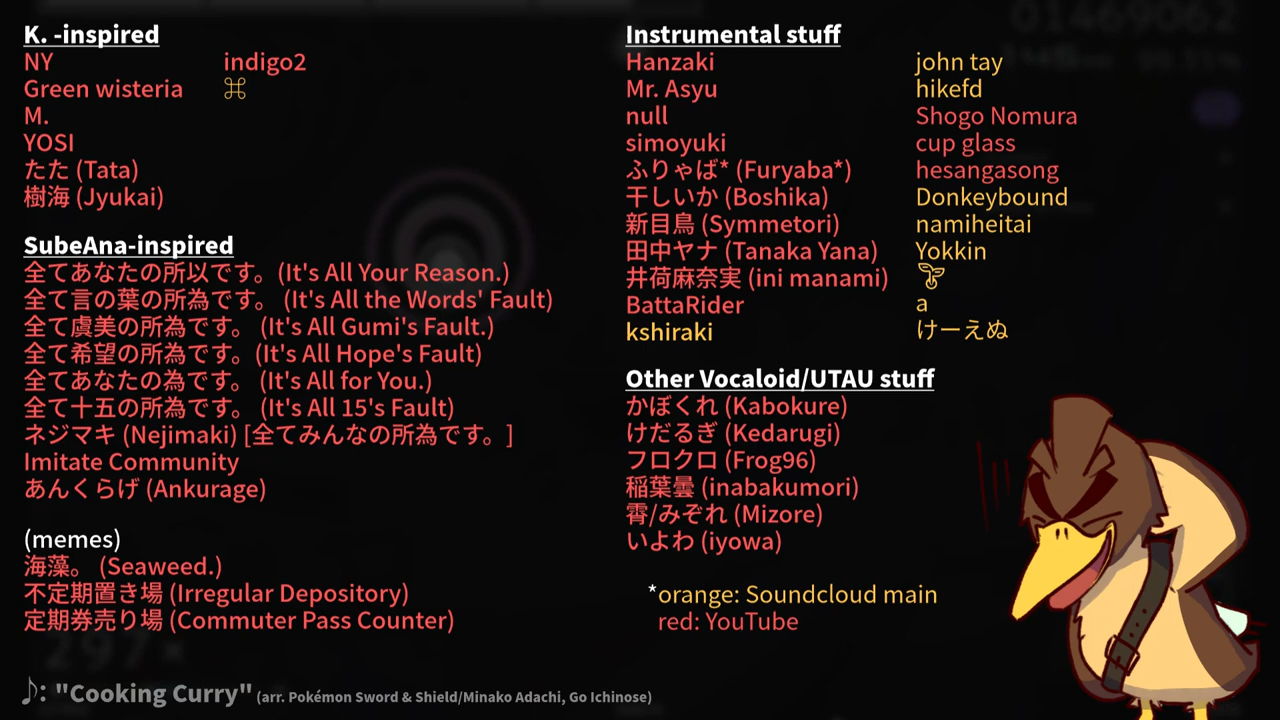 K. -inspired
NY
indigo2
Green wisteria
⌘
M.
YOSI
たた (Tata)
樹海 (Jyukai)
SubeAna-inspired
全てあなたの所以です。(It's All Your Reason.)
全て言の葉の所為です。 (It's All the Words' Fault)
全て虞美の所為です。 (It's All Gumi's Fault.)
全て希望の所為です。(It's All Hope's Fault)
全てあなたの為です。 (It's All for You.)
全て十五の所為です。 (It's All 15's Fault)
ネジマキ (Nejimaki) [全てみんなの所為です。]
Imitate Community
あんくらげ (Ankurage)
(memes)
海藻。 (Seaweed.)
不定期置き場 (Irregular Depository)
定期券売り場 (Commuter Pass Counter)
Instrumental stuff
Hanzaki
Mr. Asyu
null
simoyuki
ふりゃば* (Furyaba*)
干しいか (Boshika)
新目鳥 (Symmetori)
田中ヤナ (Tanaka Yana)
井荷麻奈実 (ini manami)
BattaRider
kshiraki
john tay
hikefd
Shogo Nomura
cup glass
hesangasong
Donkeybound
namiheitai
Yokkin
a
けーえぬ
Other Vocaloid/UTAU stuff
かぼくれ (Kabokure)
けだるぎ (Kedarugi)
フロクロ (Frog96)
稲葉曇 (inabakumori)
霄/みぞれ (Mizore)
いよわ (iyowa)
*orange: Soundcloud main
red: YouTube
♪: "Cooking Curry" (arr. Pokémon Sword & Shield/Minako Adachi, Go Ichinose)
01469062
297×